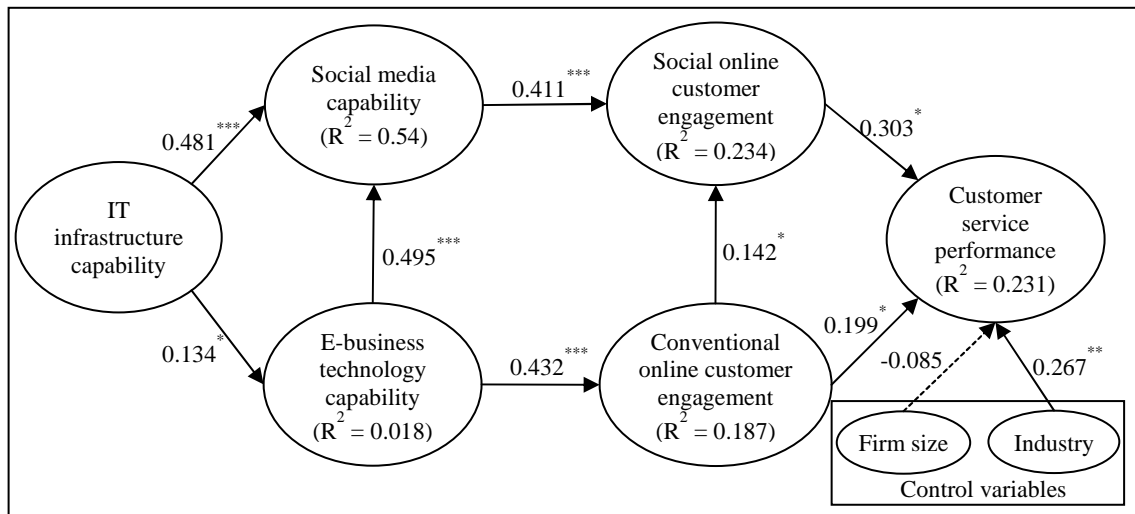 Social media
capability
(R² = 0.54)
0.411***
Social online
customer
engagement
(R² = 0.234)
0.481***
0.303*
IT
infrastructure
capability
Customer
service
performance
(R² = 0.231)
0.495***
0.142*
0.134*
E-business
technology
capability
(R² = 0.018)
0.432***
Conventional
online customer
engagement
(R² = 0.187)
0.199*
-0.085
0.267**
Firm size
Industry
Control variables